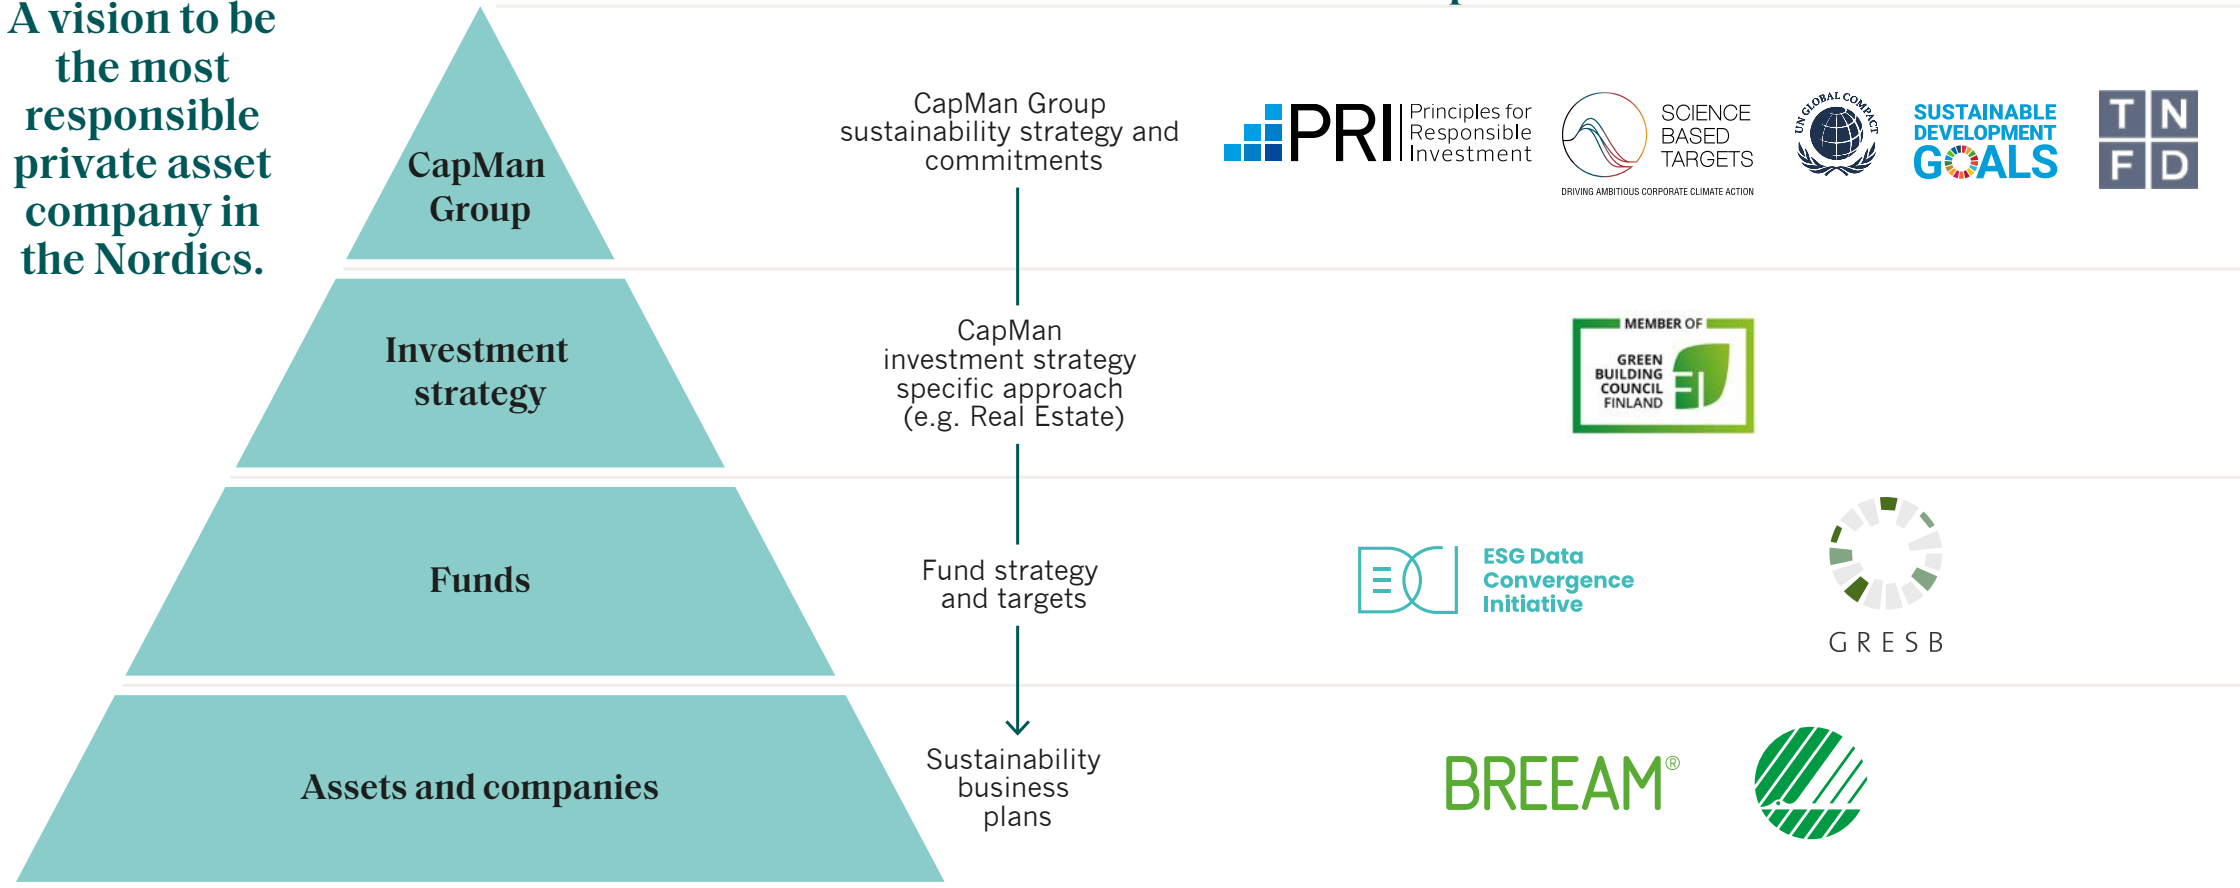 A vision to be
the most
responsible
private asset
company in
the Nordics.
CapMan
Group
CapMan Group
sustainability strategy and
commitments
PRI
Principles for
Responsible
Investment
SCIENCE
BASED
TARGETS
DRIVING AMBITIOUS CORPORATE CLIMATE ACTION
UN GLOBAL COMPACT
SUSTAINABLE
DEVELOPMENT
GOALS
T N
F D
Investment
strategy
CapMan
investment strategy
specific approach
(e.g. Real Estate)
MEMBER OF
GREEN
BUILDING
COUNCIL
FINLAND
Funds
Fund strategy
and targets
ESG Data
Convergence
Initiative
GRESB
Assets and companies
Sustainability
business
plans
BREEAM®